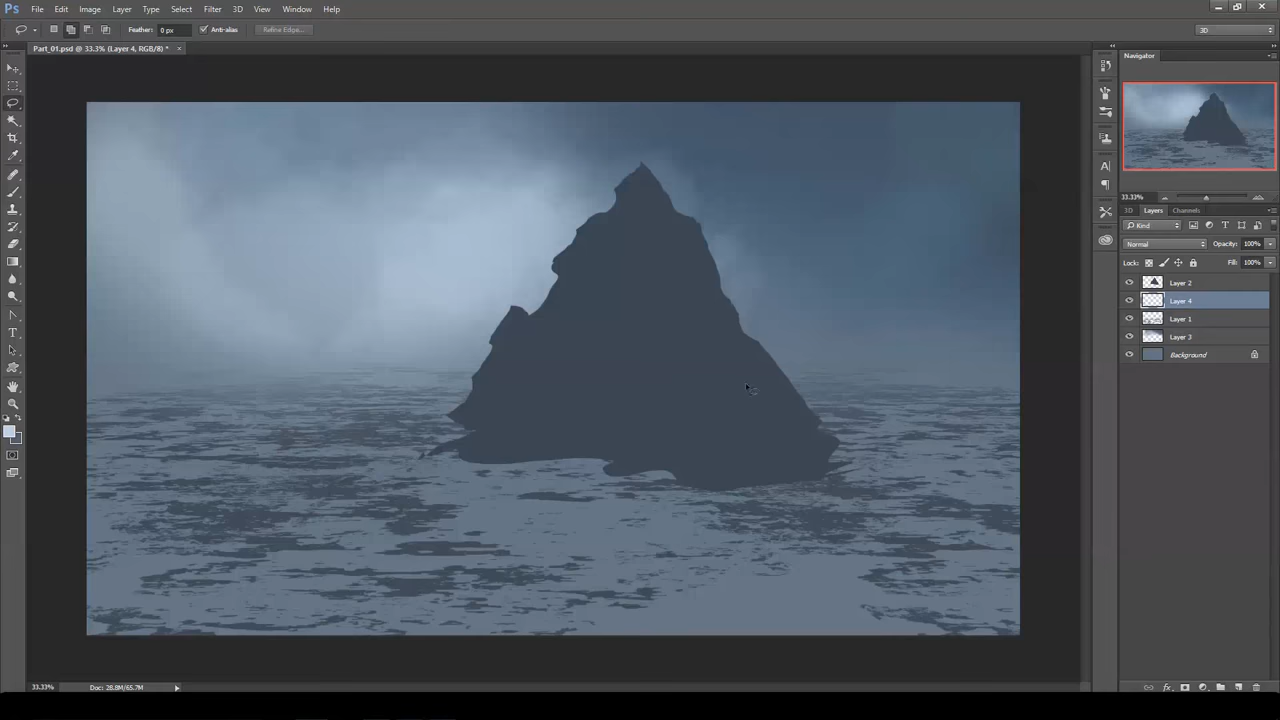 Ps File Edit Image Layer Type Select Filter 3D View Window Help
Feather: 0 px Anti-alias Refine Edge... 3D
Part_01.psd @ 33.3% (Layer 4, RGB/8) * ×
Navigator
33.33%
3D Layers Channels
Kind
Normal Opacity: 100%
Lock: Fill: 100%
Layer 2
Layer 4
Layer 1
Layer 3
Background
33.33% Doc: 28.8M/65.7M